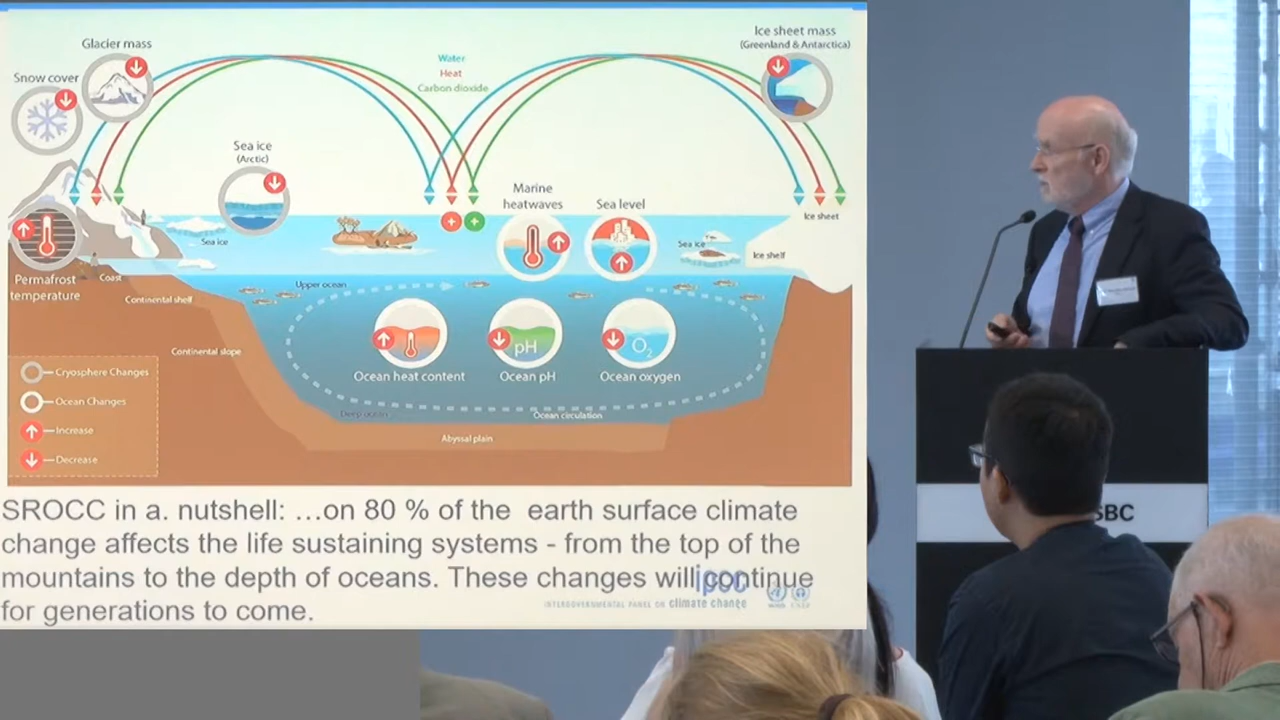 Glacier mass
Snow cover
Water
Heat
Carbon dioxide
Ice sheet mass
(Greenland & Antarctica)
Sea ice
(Arctic)
Marine
heatwaves
Sea level
Ice sheet
Sea ice
Sea ice
Ice shelf
Permafrost
temperature
Coast
Continental shelf
Upper ocean
Continental slope
pH
O₂
Ocean heat content
Ocean pH
Ocean oxygen
Deep ocean
Ocean circulation
Abyssal plain
Cryosphere Changes
Ocean Changes
Increase
Decrease
SROCC in a. nutshell: ...on 80 % of the earth surface climate
change affects the life sustaining systems - from the top of the
mountains to the depth of oceans. These changes will continue
for generations to come.
ipcc
INTERGOVERNMENTAL PANEL ON climate change
WMO UNEP
SBC